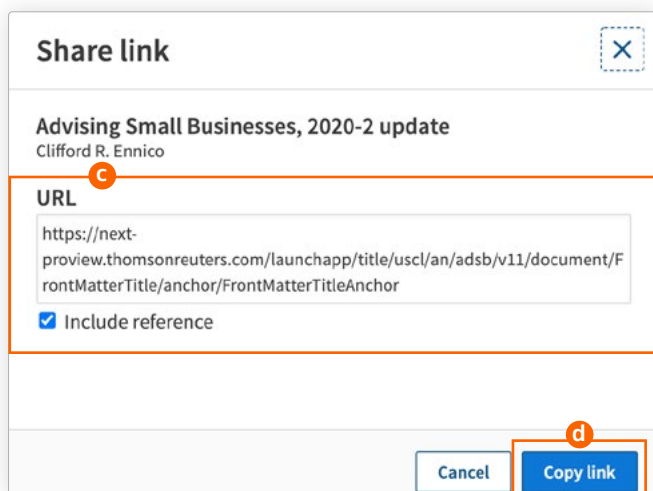 Share link
Advising Small Businesses, 2020-2 update
Clifford R. Ennico
c
URL
https://next-
proview.thomsonreuters.com/launchapp/title/uscl/an/adsb/v11/document/F
rontMatterTitle/anchor/FrontMatterTitleAnchor
Include reference
d
Cancel
Copy link